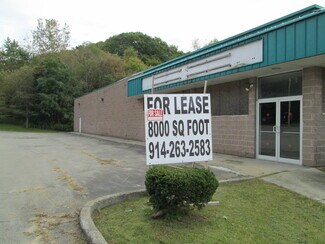 FOR LEASE
FOR SALE
8000 SQ FOOT
914-263-2583